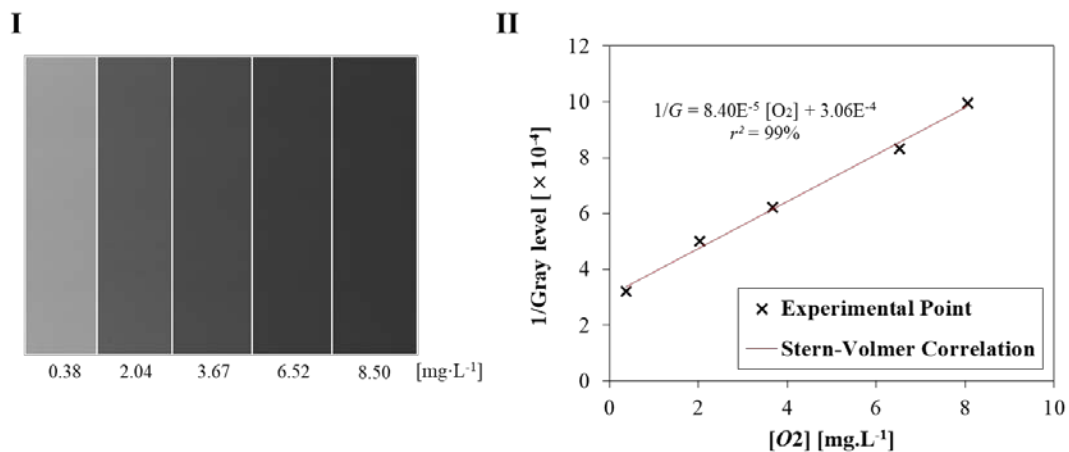 I
0.38 2.04 3.67 6.52 8.50 [mg·L⁻¹]
II
12
10
8
6
4
2
0
1/Gray level [ × 10⁻⁴]
1/G = 8.40E⁻⁵ [O₂] + 3.06E⁻⁴
r² = 99%
Experimental Point
Stern-Volmer Correlation
0 2 4 6 8 10
[O2] [mg.L⁻¹]